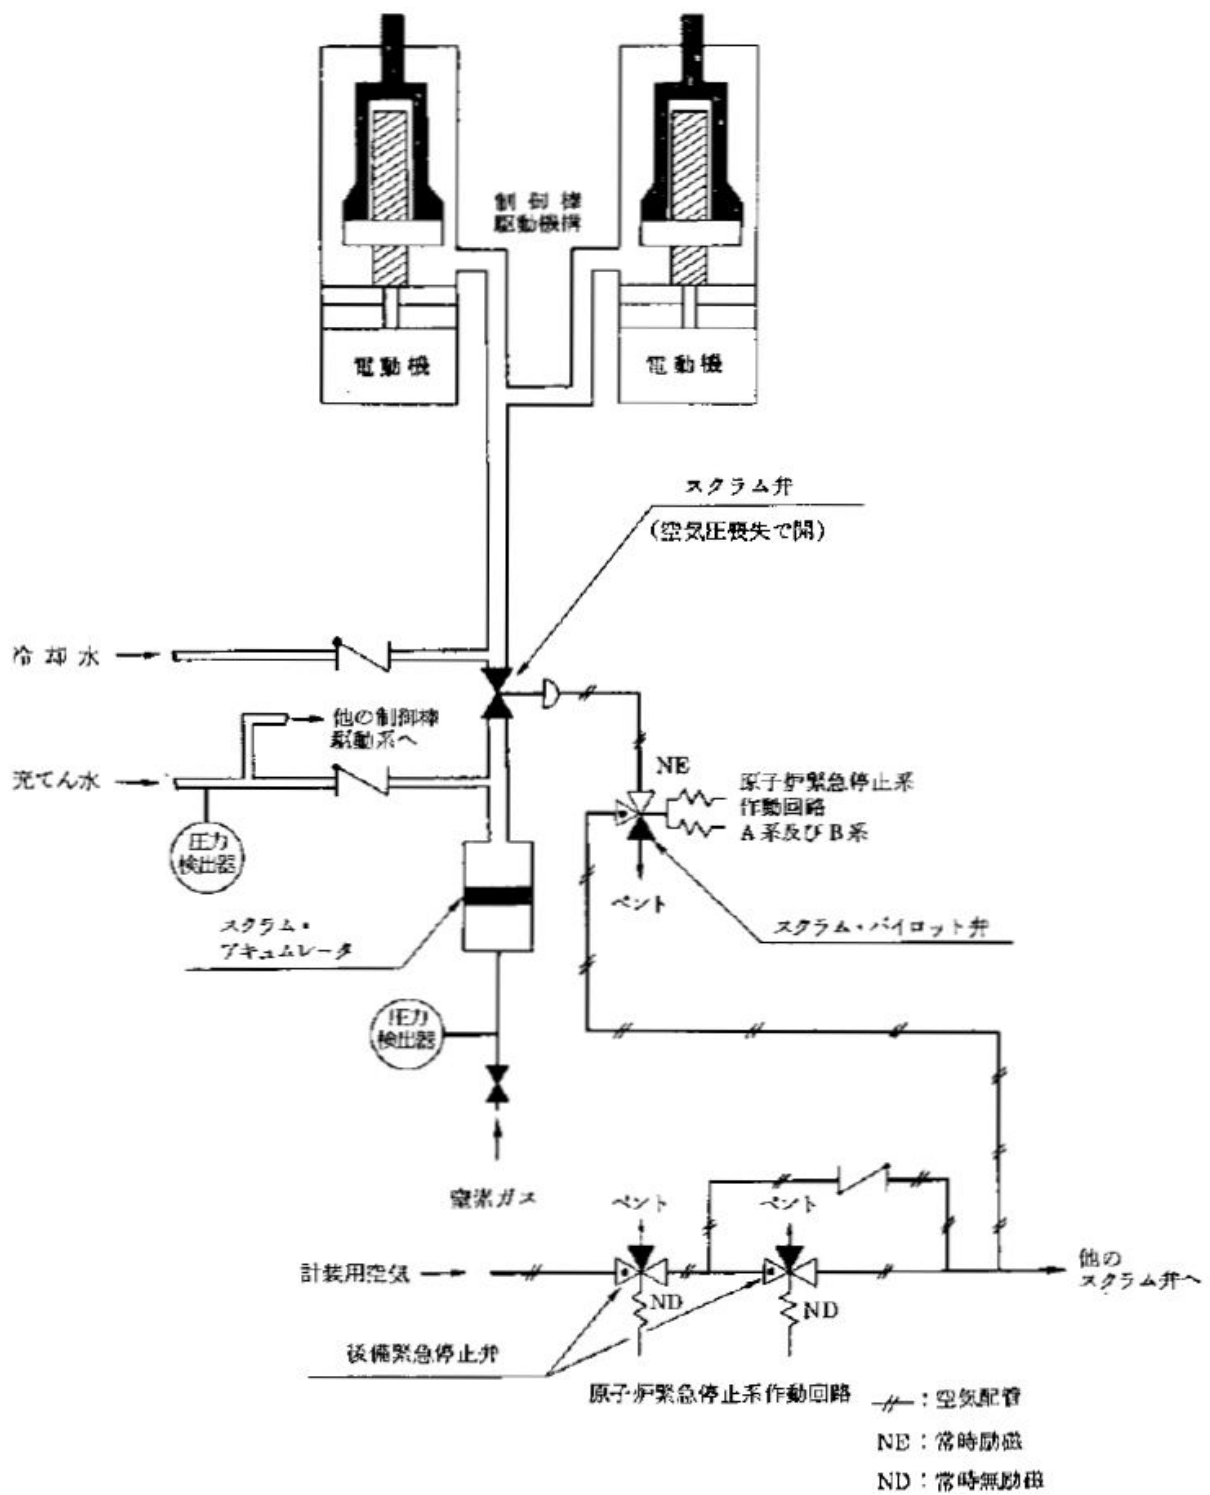 制御棒
駆動機構
電動機
電動機
スクラム弁
(空気圧喪失で開)
冷却水
他の制御棒
駆動系へ
充てん水
圧力
検出器
NE
原子炉緊急停止系
作動回路
A系及びB系
ベント
スクラム・パイロット弁
スクラム・
アキュムレータ
圧力
検出器
窒素ガス
ベント
ベント
計装用空気
他の
スクラム弁へ
ND
ND
後備緊急停止弁
原子炉緊急停止系作動回路
:空気配管
NE:常時励磁
ND:常時無励磁